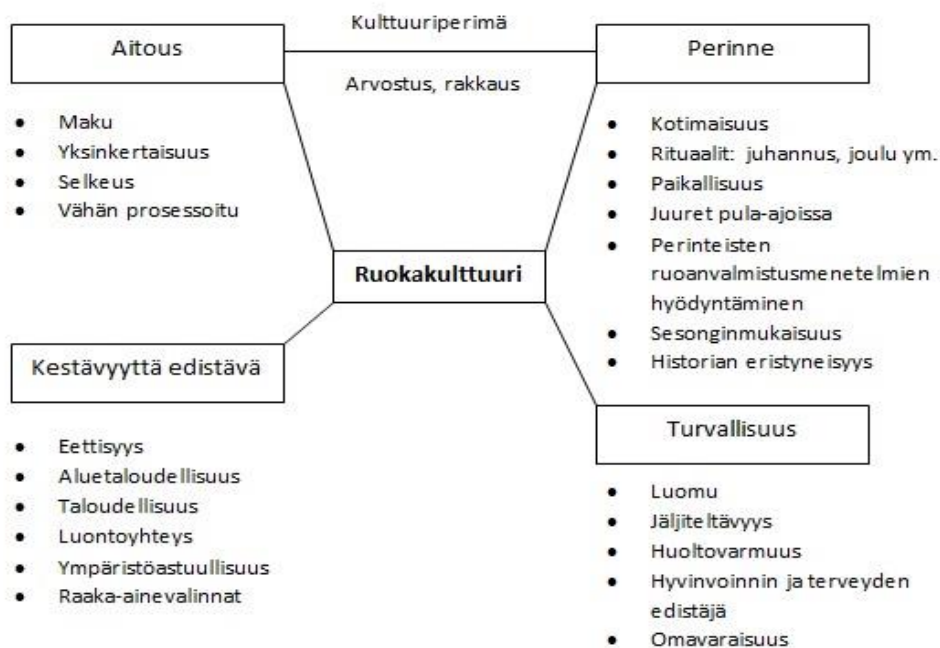 Kulttuuriperimä
Aitous
Perinne
Arvostus, rakkaus
• Maku
• Yksinkertaisuus
• Selkeus
• Vähän prosessoitu
• Kotimaisuus
• Rituaalit: juhannus, joulu ym.
• Paikallisuus
• Juuret pula-ajoissa
• Perinteisten
ruoanvalmistusmenetelmien
hyödyntäminen
• Sesonginmukaisuus
• Historian eristyneisyys
Ruokakulttuuri
Kestävyyttä edistävä
• Eettisyys
• Aluetaloudellisuus
• Taloudellisuus
• Luontoyhteys
• Ympäristöastuullisuus
• Raaka-ainevalinnat
Turvallisuus
• Luomu
• Jäljiteltävyys
• Huoltovarmuus
• Hyvinvoinnin ja terveyden
edistäjä
• Omavaraisuus